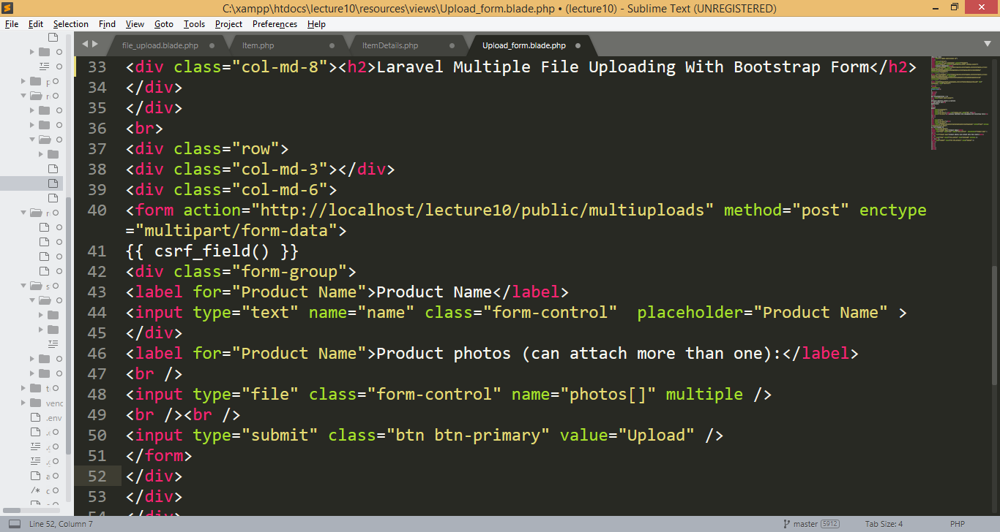 C:\xampp\htdocs\lecture10\resources\views\Upload_form.blade.php • (lecture10) - Sublime Text (UNREGISTERED)
File Edit Selection Find View Goto Tools Project Preferences Help
file_upload.blade.php Item.php ItemDetails.php Upload_form.blade.php
33 <div class="col-md-8"><h2>Laravel Multiple File Uploading With Bootstrap Form</h2>
34 </div>
35 </div>
36 <br>
37 <div class="row">
38 <div class="col-md-3"></div>
39 <div class="col-md-6">
40 <form action="http://localhost/lecture10/public/multiuploads" method="post" enctype
="multipart/form-data">
41 {{ csrf_field() }}
42 <div class="form-group">
43 <label for="Product Name">Product Name</label>
44 <input type="text" name="name" class="form-control"  placeholder="Product Name" >
45 </div>
46 <label for="Product Name">Product photos (can attach more than one):</label>
47 <br />
48 <input type="file" class="form-control" name="photos[]" multiple />
49 <br /><br />
50 <input type="submit" class="btn btn-primary" value="Upload" />
51 </form>
52 </div>
53 </div>
54 </div>
.env
/* c
Line 52, Column 7 master 5912 Tab Size: 4 PHP